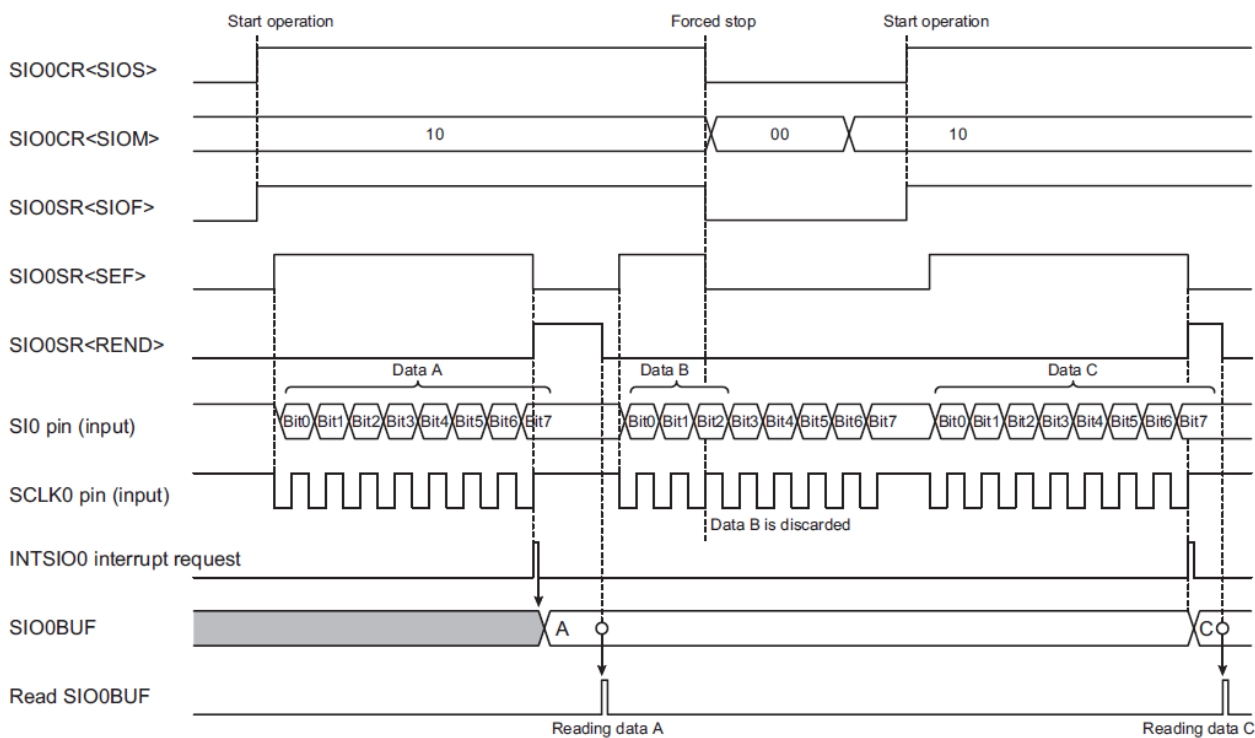 Start operation Forced stop Start operation
SIO0CR<SIOS>
SIO0CR<SIOM> 10 00 10
SIO0SR<SIOF>
SIO0SR<SEF>
SIO0SR<REND>
Data A Data B Data C
SI0 pin (input) Bit0 Bit1 Bit2 Bit3 Bit4 Bit5 Bit6 Bit7 Bit0 Bit1 Bit2 Bit3 Bit4 Bit5 Bit6 Bit7 Bit0 Bit1 Bit2 Bit3 Bit4 Bit5 Bit6 Bit7
SCLK0 pin (input)
Data B is discarded
INTSIO0 interrupt request
SIO0BUF A C
Read SIO0BUF
Reading data A Reading data C